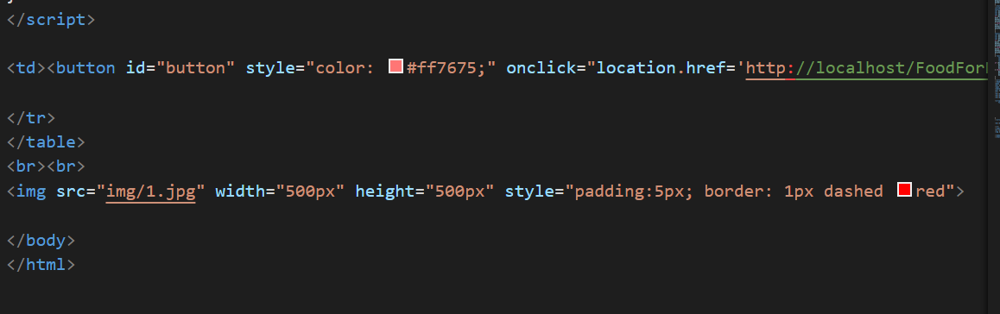 </script>
<td><button id="button" style="color: #ff7675;" onclick="location.href='http://localhost/FoodFor
</tr>
</table>
<br><br>
<img src="img/1.jpg" width="500px" height="500px" style="padding:5px; border: 1px dashed red">
</body>
</html>